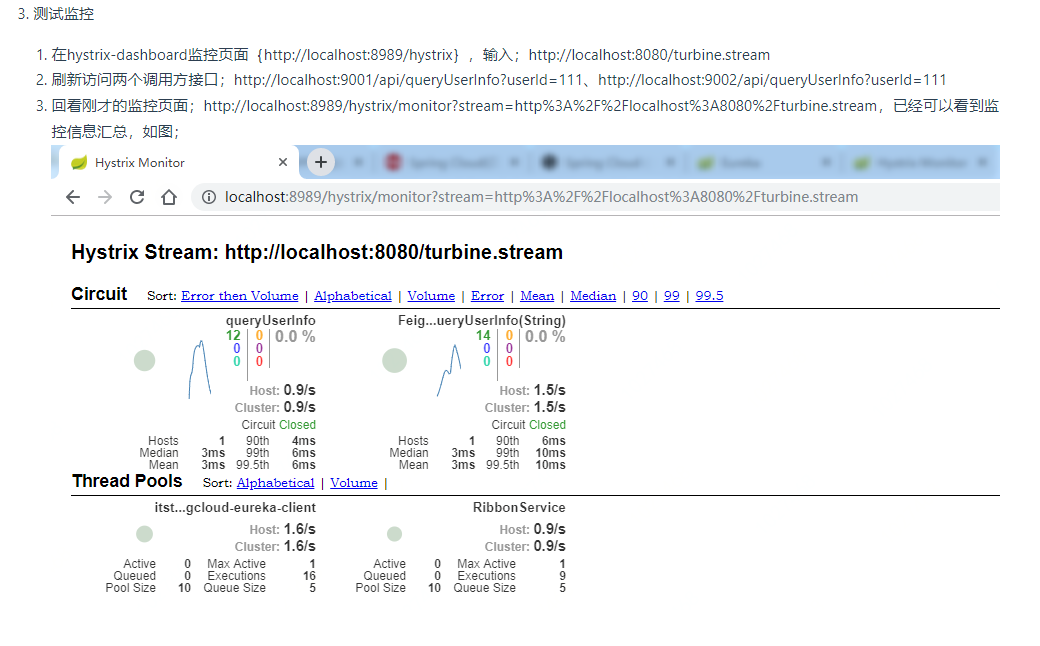 3. 测试监控
1. 在hystrix-dashboard监控页面｛http://localhost:8989/hystrix｝，输入；http://localhost:8080/turbine.stream
2. 刷新访问两个调用方接口；http://localhost:9001/api/queryUserInfo?userId=111、http://localhost:9002/api/queryUserInfo?userId=111
3. 回看刚才的监控页面；http://localhost:8989/hystrix/monitor?stream=http%3A%2F%2Flocalhost%3A8080%2Fturbine.stream，已经可以看到监
控信息汇总，如图；
Hystrix Monitor
localhost:8989/hystrix/monitor?stream=http%3A%2F%2Flocalhost%3A8080%2Fturbine.stream
Hystrix Stream: http://localhost:8080/turbine.stream
Circuit Sort: Error then Volume | Alphabetical | Volume | Error | Mean | Median | 90 | 99 | 99.5
queryUserInfo
12 0 0.0 %
0 0
0 0
Host: 0.9/s
Cluster: 0.9/s
Circuit Closed
Hosts 1 90th 4ms
Median 3ms 99th 6ms
Mean 3ms 99.5th 6ms
Feig...ueryUserInfo(String)
14 0 0.0 %
0 0
0 0
Host: 1.5/s
Cluster: 1.5/s
Circuit Closed
Hosts 1 90th 6ms
Median 3ms 99th 10ms
Mean 3ms 99.5th 10ms
Thread Pools Sort: Alphabetical | Volume |
itst...gcloud-eureka-client
Host: 1.6/s
Cluster: 1.6/s
Active 0 Max Active 1
Queued 0 Executions 16
Pool Size 10 Queue Size 5
RibbonService
Host: 0.9/s
Cluster: 0.9/s
Active 0 Max Active 1
Queued 0 Executions 9
Pool Size 10 Queue Size 5